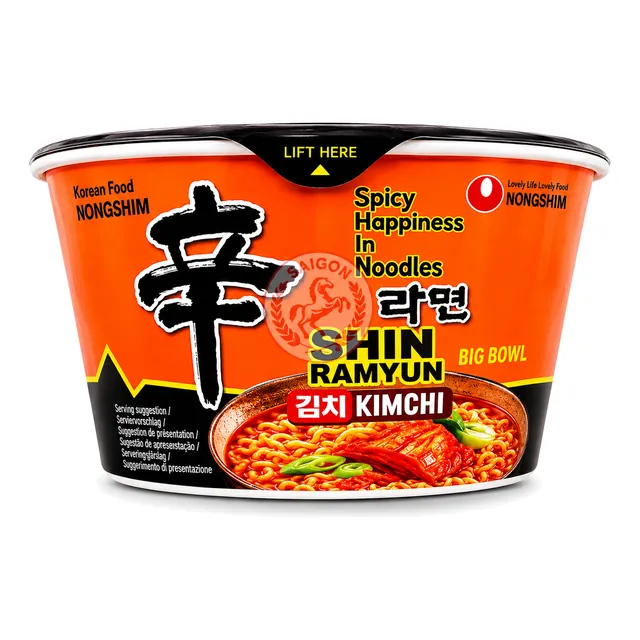 LIFT HERE
Korean Food
NONGSHIM
辛
Spicy
Happiness
In
Noodles
Lovely Life Lovely Food
NONGSHIM
SAIGON
라면
SHIN
RAMYUN
BIG BOWL
김치 KIMCHI
Serving suggestion /
Serviervorschlag /
Suggestion de présentation /
Sugestão de apresentação /
Serveringsförslag /
Suggerimento di presentazione